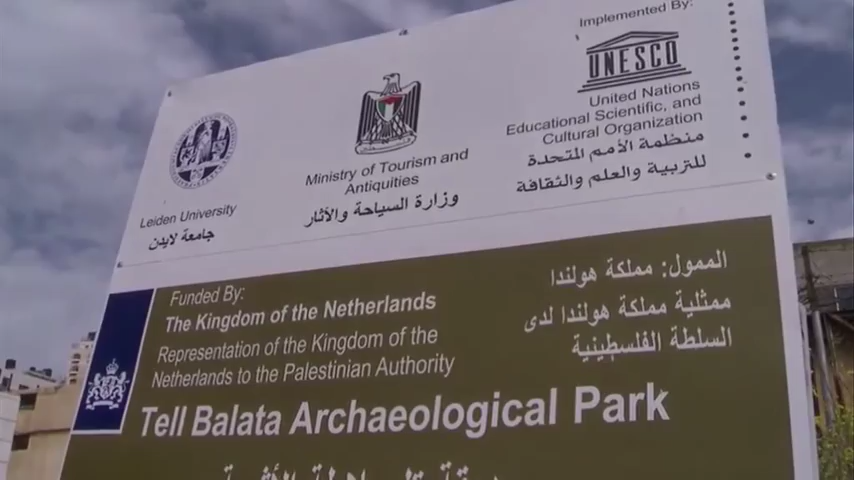 Implemented By:
UNESCO
United Nations
Educational Scientific, and
Cultural Organization
منظمة الأمم المتحدة
للتربية والعلم والثقافة
Ministry of Tourism and
Antiquities
وزارة السياحة والآثار
Leiden University
جامعة لايدن
Funded By:
The Kingdom of the Netherlands
Representation of the Kingdom of the
Netherlands to the Palestinian Authority
الممول: مملكة هولندا
ممثلية مملكة هولندا لدى
السلطة الفلسطينية
Tell Balata Archaeological Park